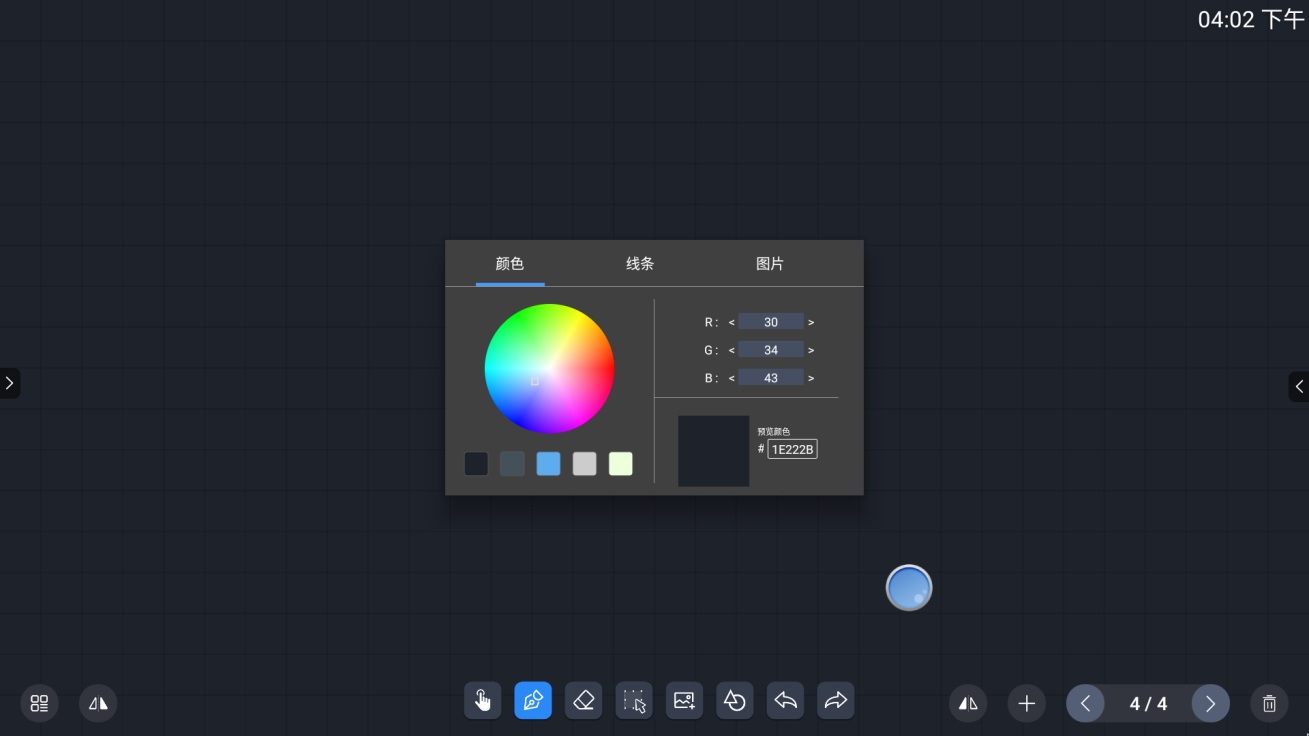 04:02 下午
颜色 线条 图片
R: < 30 >
G: < 34 >
B: < 43 >
预览颜色
# 1E222B
4 / 4